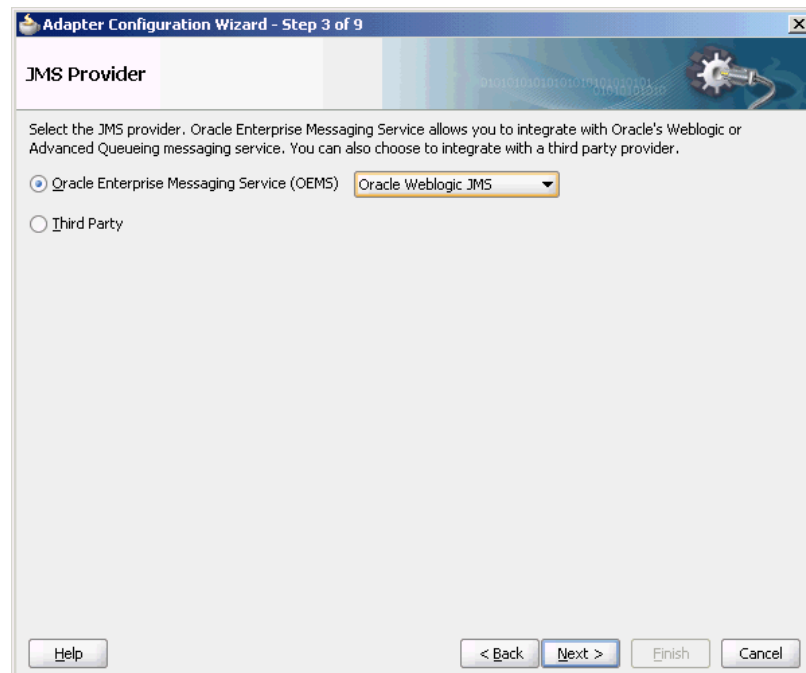 Adapter Configuration Wizard - Step 3 of 9
JMS Provider
Select the JMS provider. Oracle Enterprise Messaging Service allows you to integrate with Oracle's Weblogic or
Advanced Queueing messaging service. You can also choose to integrate with a third party provider.
Oracle Enterprise Messaging Service (OEMS) Oracle Weblogic JMS
Third Party
Help < Back Next > Finish Cancel